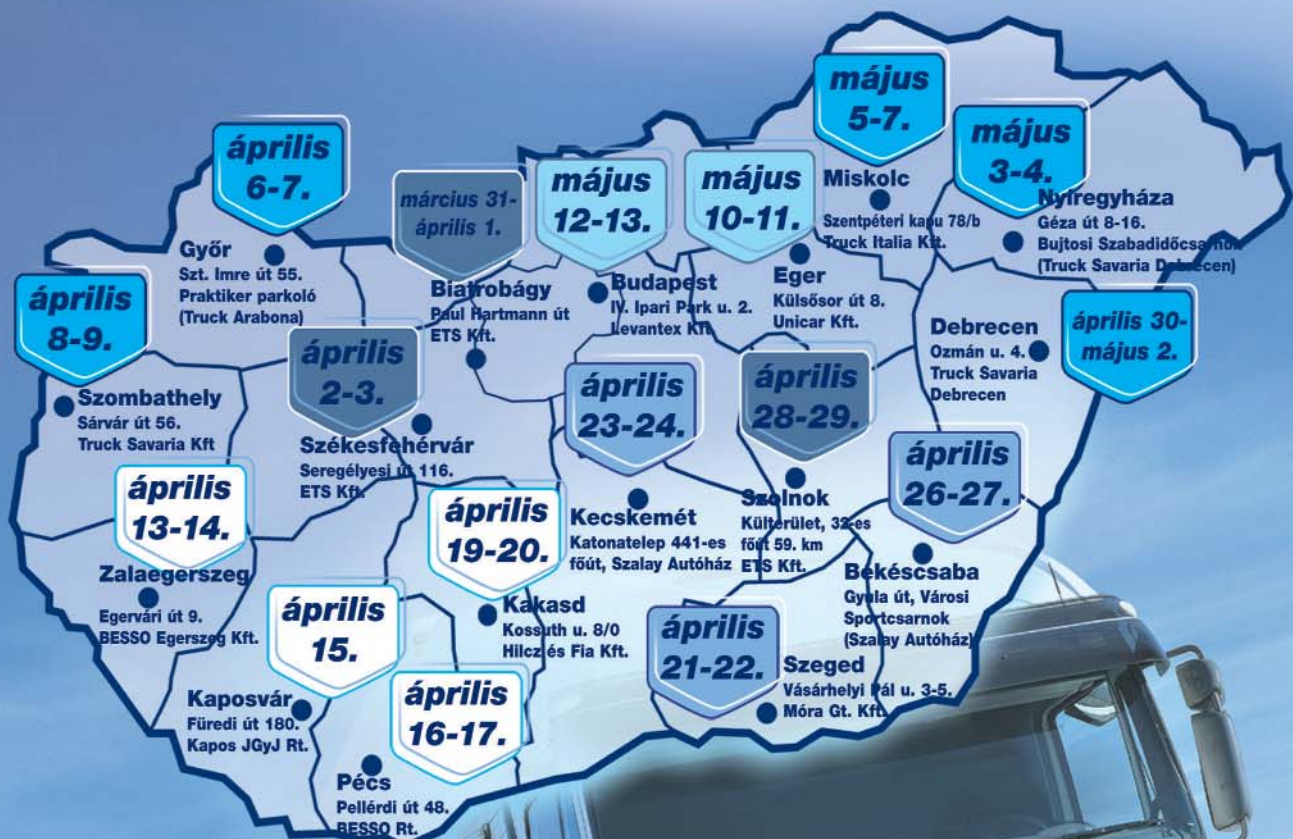 május
5-7.
április
6-7.
május
3-4.
március 31-
április 1.
május
12-13.
május
10-11.
Miskolc
Szentpéteri kapu 78/b
Truck Italia Kft.
Nyíregyháza
Géza út 8-16.
Bujtosi Szabadidőcsarnok
(Truck Savaria Debrecen)
Győr
Szt. Imre út 55.
Praktiker parkoló
(Truck Arabona)
április
8-9.
Biatrobágy
Paul Hartmann út
ETS Kft.
Budapest
IV. Ipari Park u. 2.
Levantex Kft
Eger
Külsősor út 8.
Unicar Kft.
Debrecen
Ozmán u. 4.
Truck Savaria
Debrecen
április 30-
május 2.
április
2-3.
április
23-24.
április
28-29.
Szombathely
Sárvár út 56.
Truck Savaria Kft
Székesfehérvár
Seregélyesi út 116.
ETS Kft.
április
26-27.
április
13-14.
április
19-20.
Kecskemét
Katonatelep 441-es
főút, Szalay Autóház
Szolnok
Külterület, 32-es
főút 59. km
ETS Kft.
Zalaegerszeg
Egervári út 9.
BESSO Egerszeg Kft.
Békéscsaba
Gyula út, Városi
Sportcsarnok
(Szalay Autóház)
április
15.
Kakasd
Kossuth u. 8/0
Hilcz és Fia Kft.
április
21-22.
Szeged
Vásárhelyi Pál u. 3-5.
Móra Gt. Kft.
Kaposvár
Füredi út 180.
Kapos JGyJ Rt.
április
16-17.
Pécs
Pellérdi út 48.
BESSO Rt.